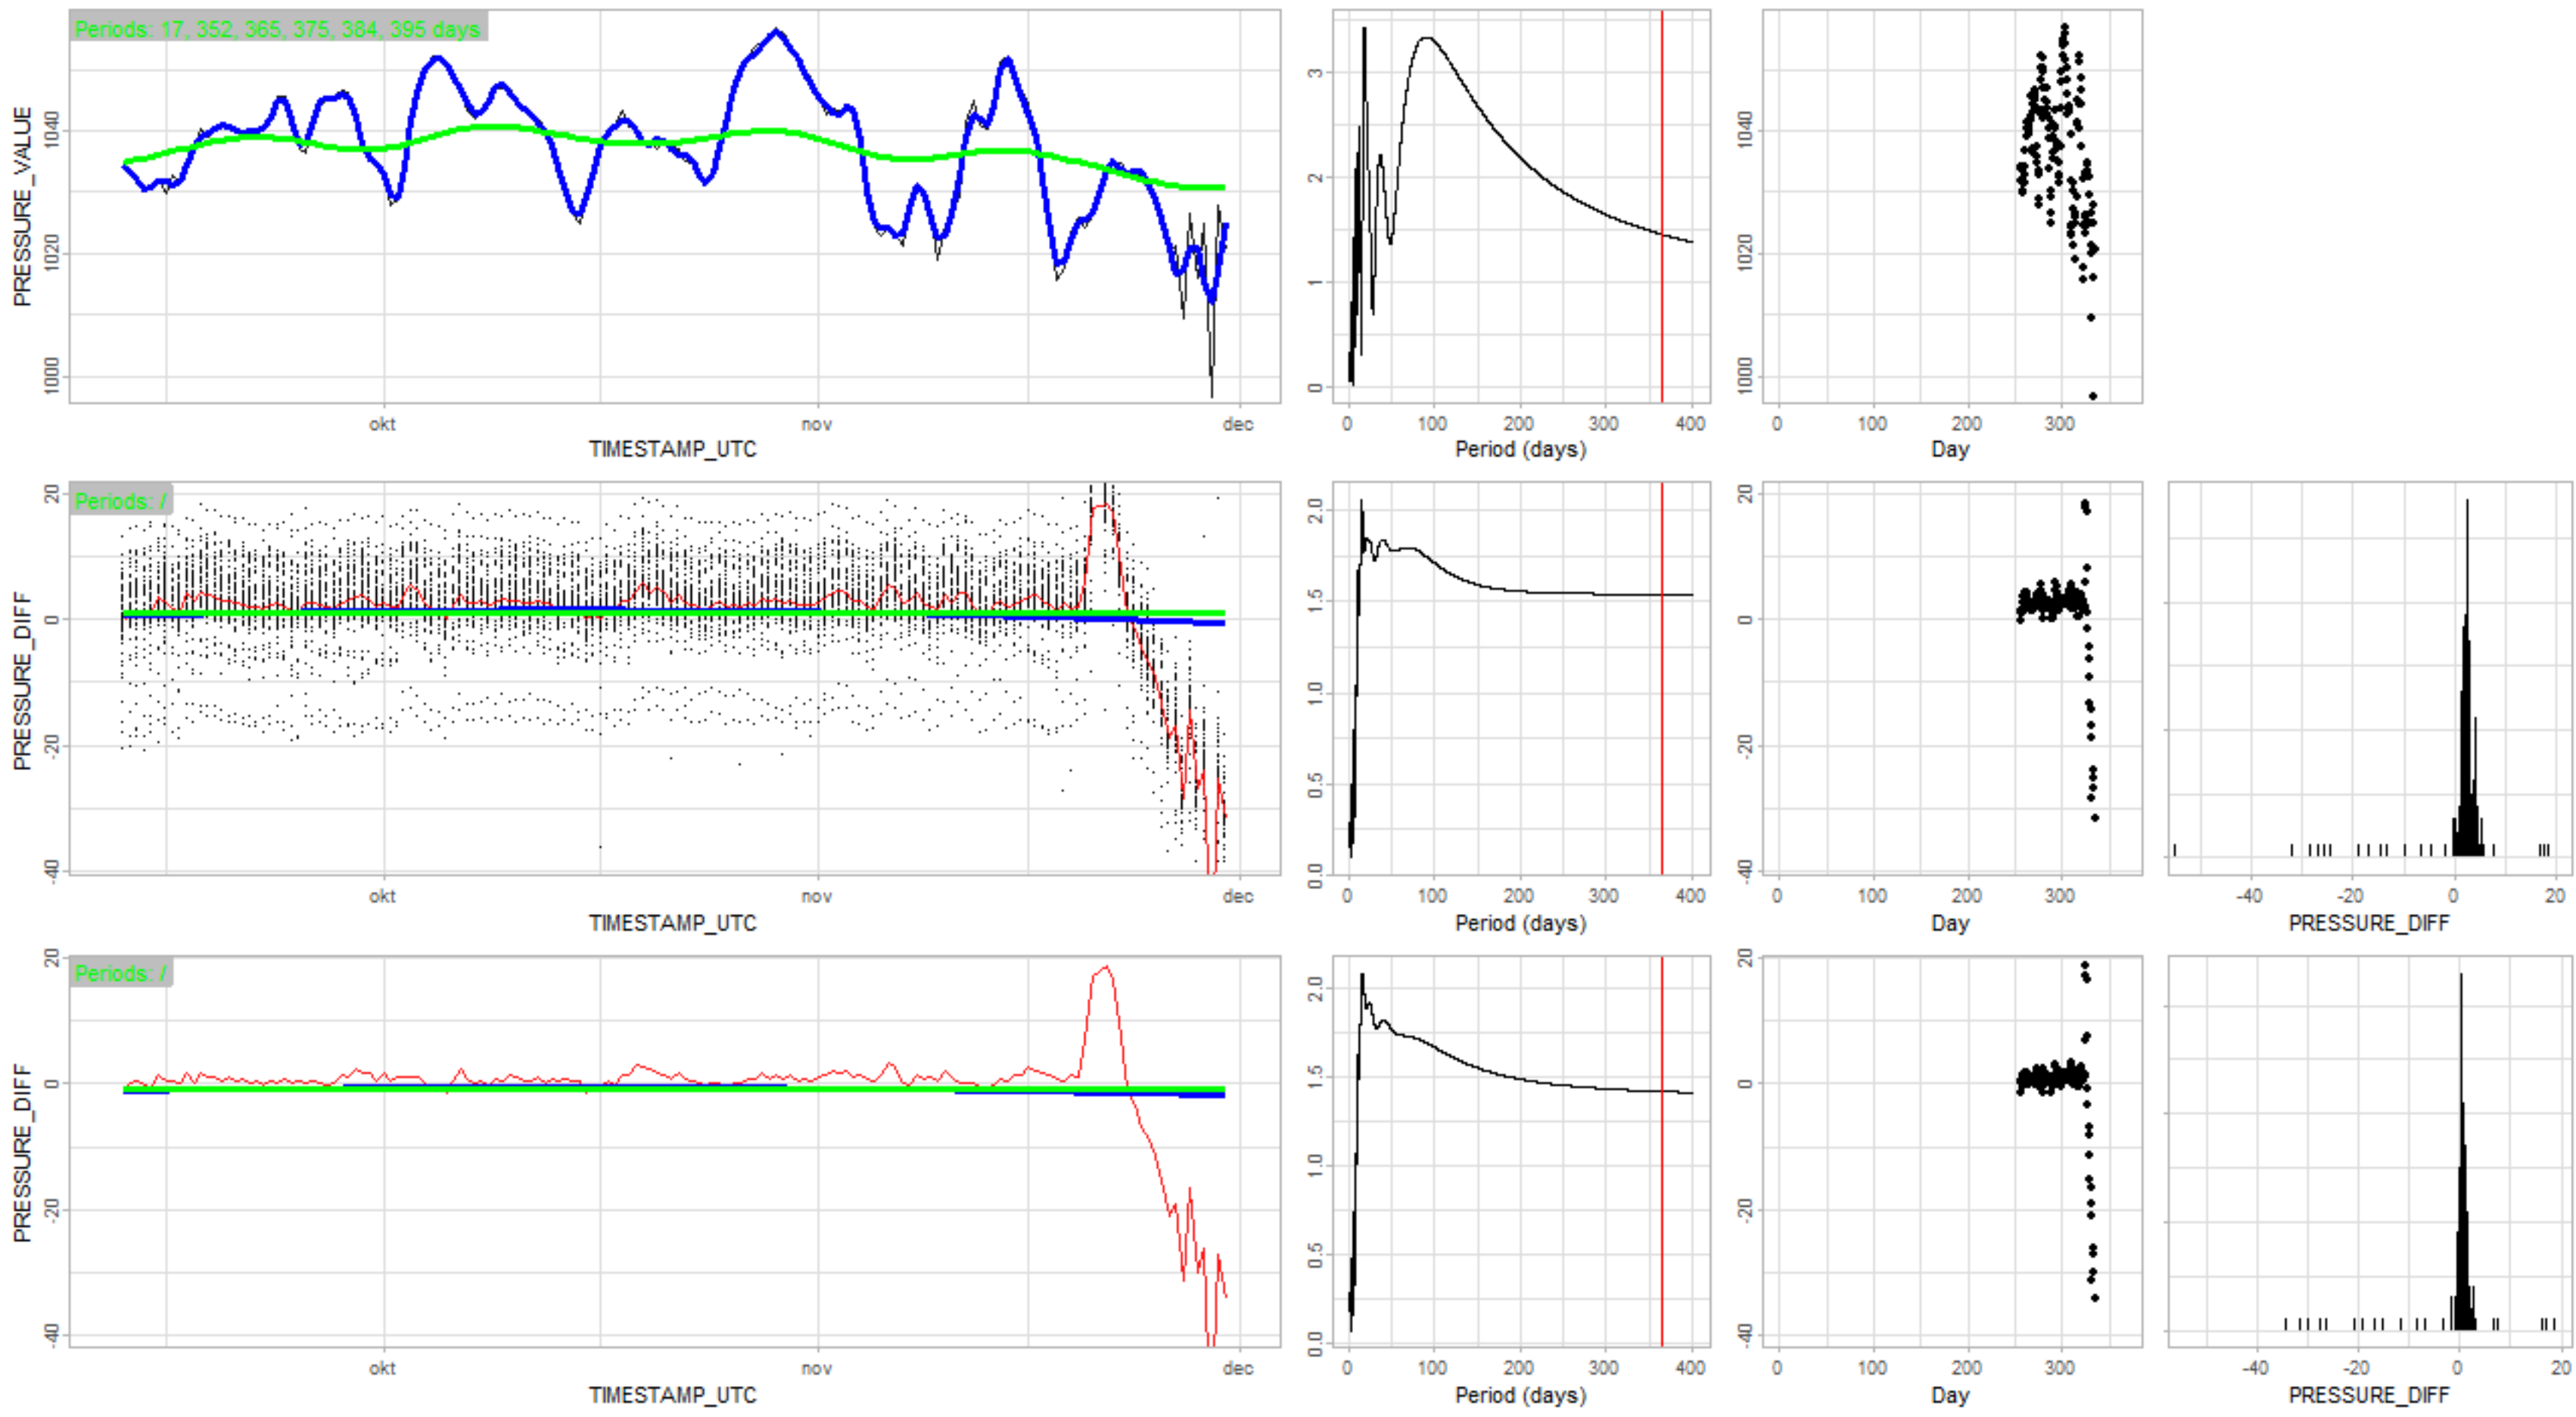 Periods: 17, 352, 365, 375, 384, 395 days
PRESSURE_VALUE
1000 1020 1040
okt nov dec
TIMESTAMP_UTC
0 1 2 3
0 100 200 300 400
Period (days)
1000 1020 1040
0 100 200 300
Day
Periods: /
PRESSURE_DIFF
-40 -20 0 20
okt nov dec
TIMESTAMP_UTC
0.0 0.5 1.0 1.5 2.0
0 100 200 300 400
Period (days)
-40 -20 0 20
0 100 200 300
Day
-40 -20 0 20
PRESSURE_DIFF
Periods: /
PRESSURE_DIFF
-40 -20 0 20
okt nov dec
TIMESTAMP_UTC
0.0 0.5 1.0 1.5 2.0
0 100 200 300 400
Period (days)
-40 -20 0 20
0 100 200 300
Day
-40 -20 0 20
PRESSURE_DIFF